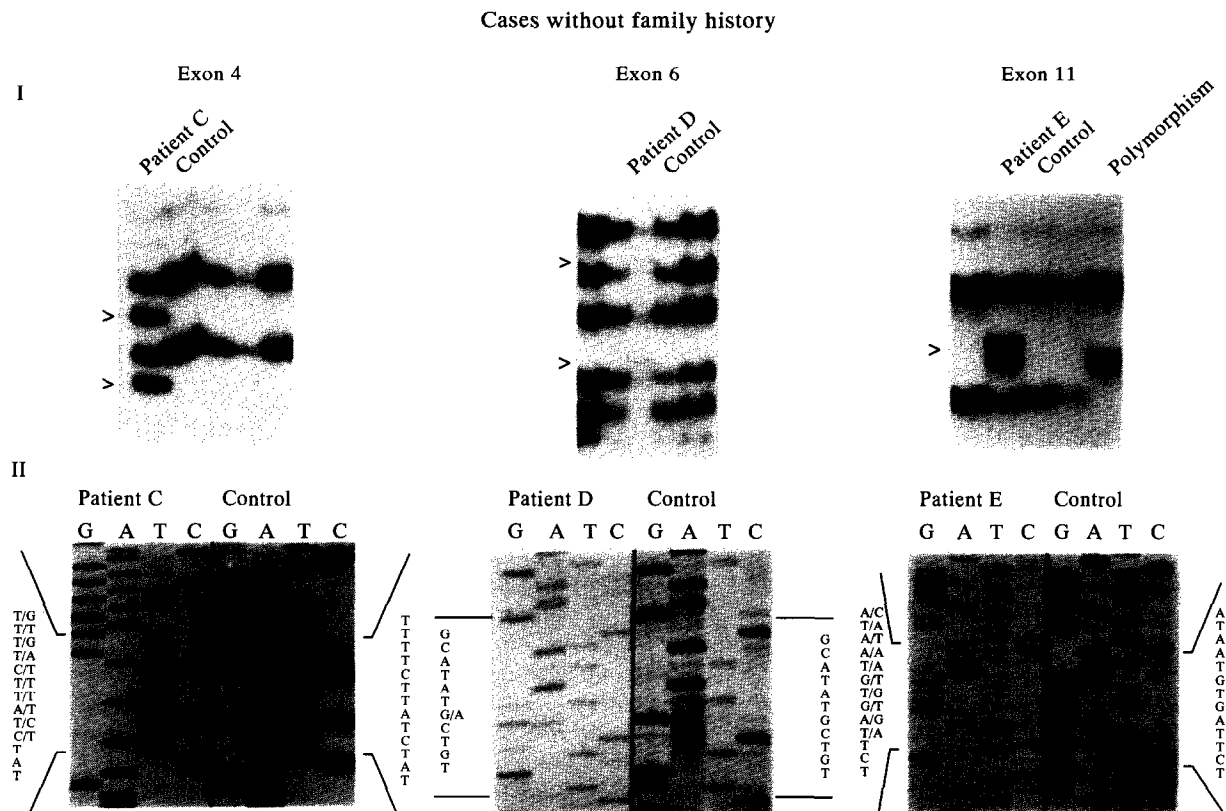 Cases without family history
I
Exon 4
Exon 6
Exon 11
Patient C
Control
Patient D
Control
Patient E
Control
Polymorphism
>
>
>
>
>
II
Patient C Control
G A T C G A T C
T/G
T/T
T/G
T/A
C/T
T/T
T/T
A/T
T/C
C/T
T
A
T
T
T
T
T
C
T
T
A
T
C
T
A
T
Patient D Control
G A T C G A T C
G
C
A
T
A
T
G/A
C
T
G
T
G
C
A
T
A
T
G
C
T
G
T
Patient E Control
G A T C G A T C
A/C
T/A
A/T
A/A
T/A
G/T
T/G
G/T
A/G
T/A
T
C
T
A
T
A
A
T
G
T
G
A
T
T
C
T